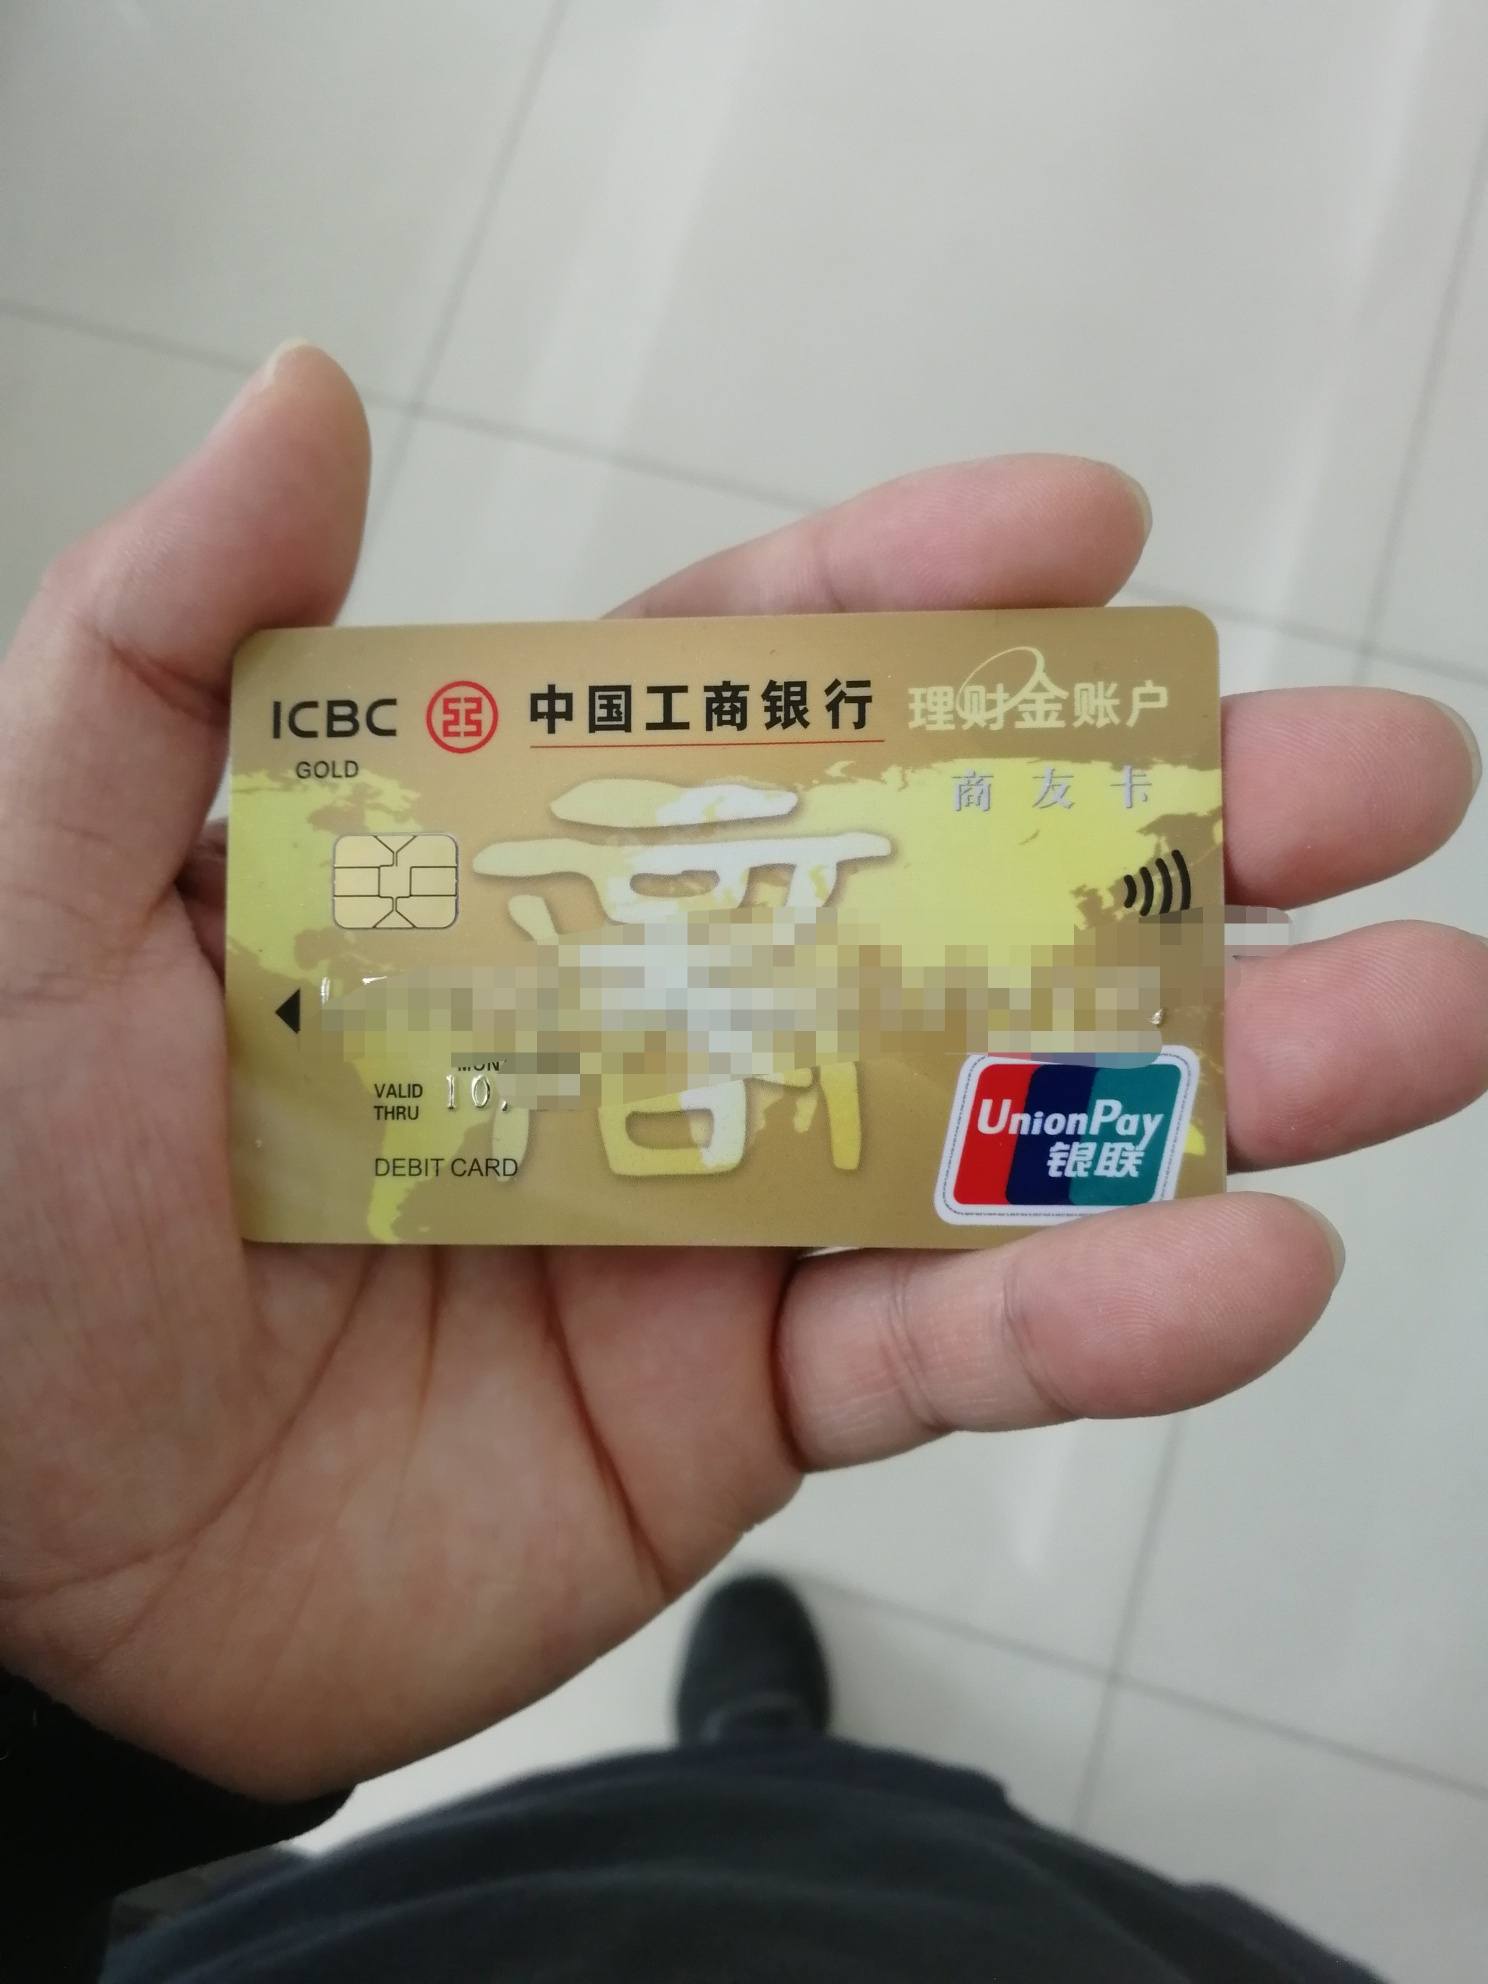 ICBC 中国工商银行 理财金账户
GOLD
商友卡
VALID THRU 10/
DEBIT CARD
UnionPay
银联